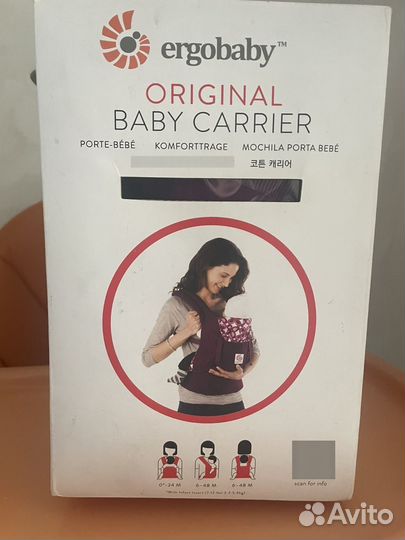 ergobaby™
ORIGINAL
BABY CARRIER
PORTE-BÉBÉ KOMFORTTRAGE MOCHILA PORTA BEBÉ
코튼 캐리어
0*-24 M 6-48 M 6-48 M
scan for info
Avito